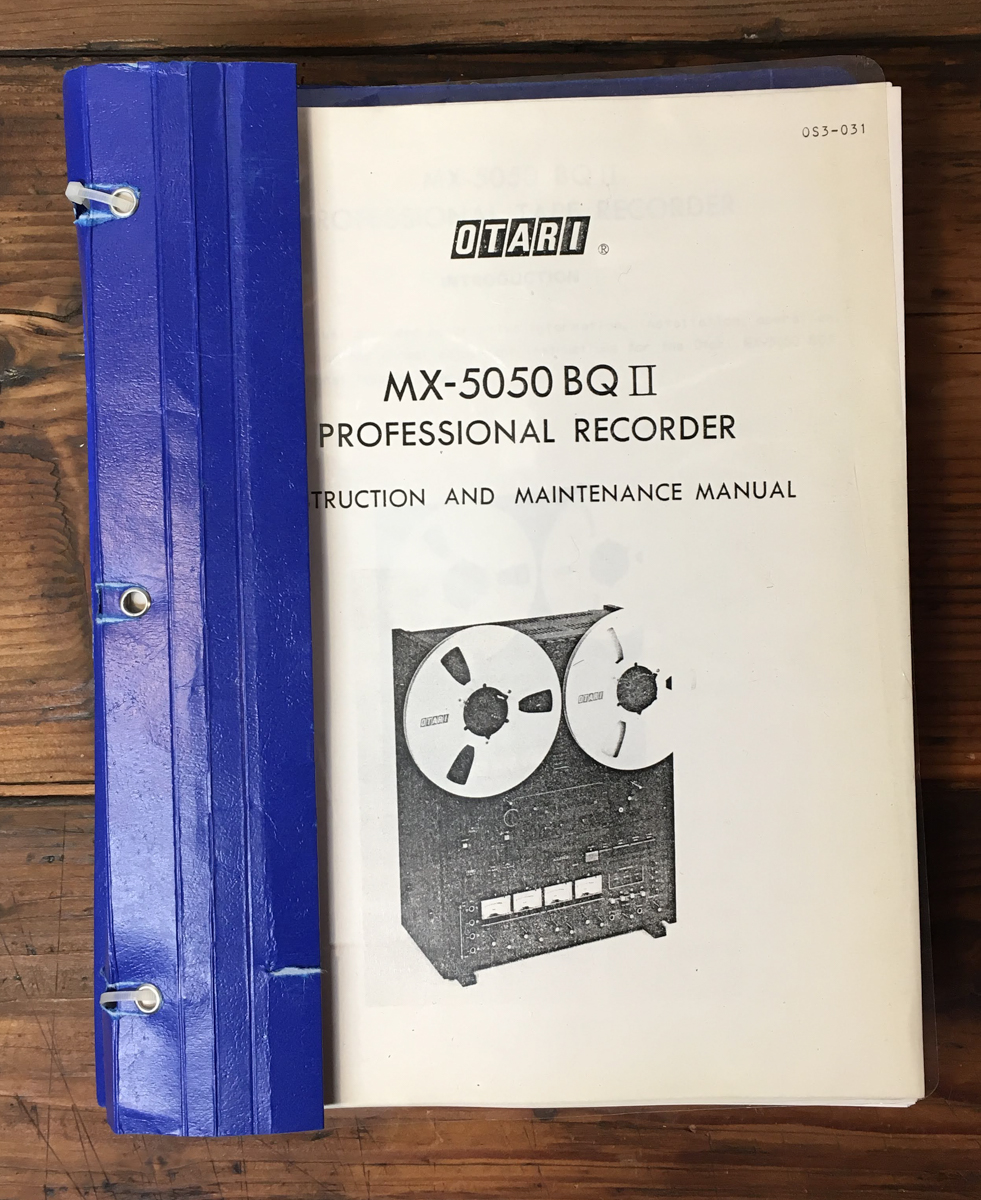 OS3-031
OTARI ®
MX-5050 BQ II
PROFESSIONAL RECORDER
TRUCTION AND MAINTENANCE MANUAL
OTARI
OTARI